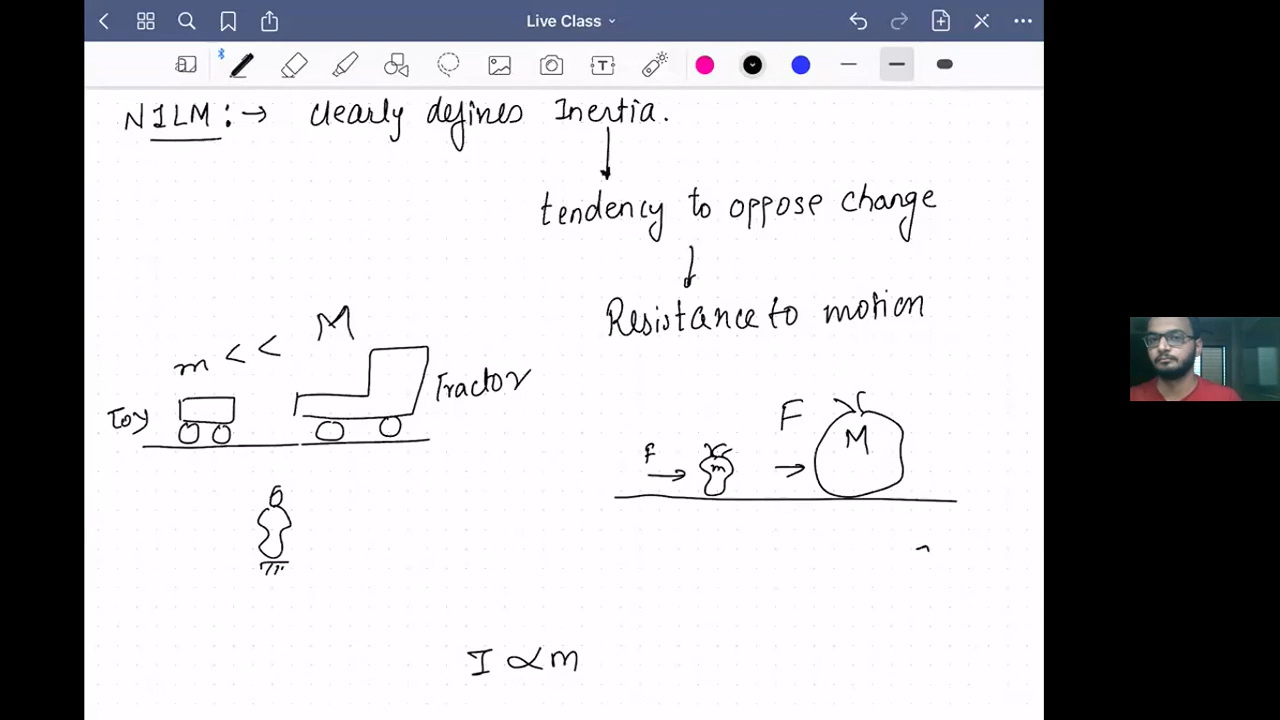 Live Class
N1LM :→ clearly defines Inertia.
tendency to oppose change
Resistance to motion
m << M
Toy
Tractor
F
m
F
M
I ∝ m